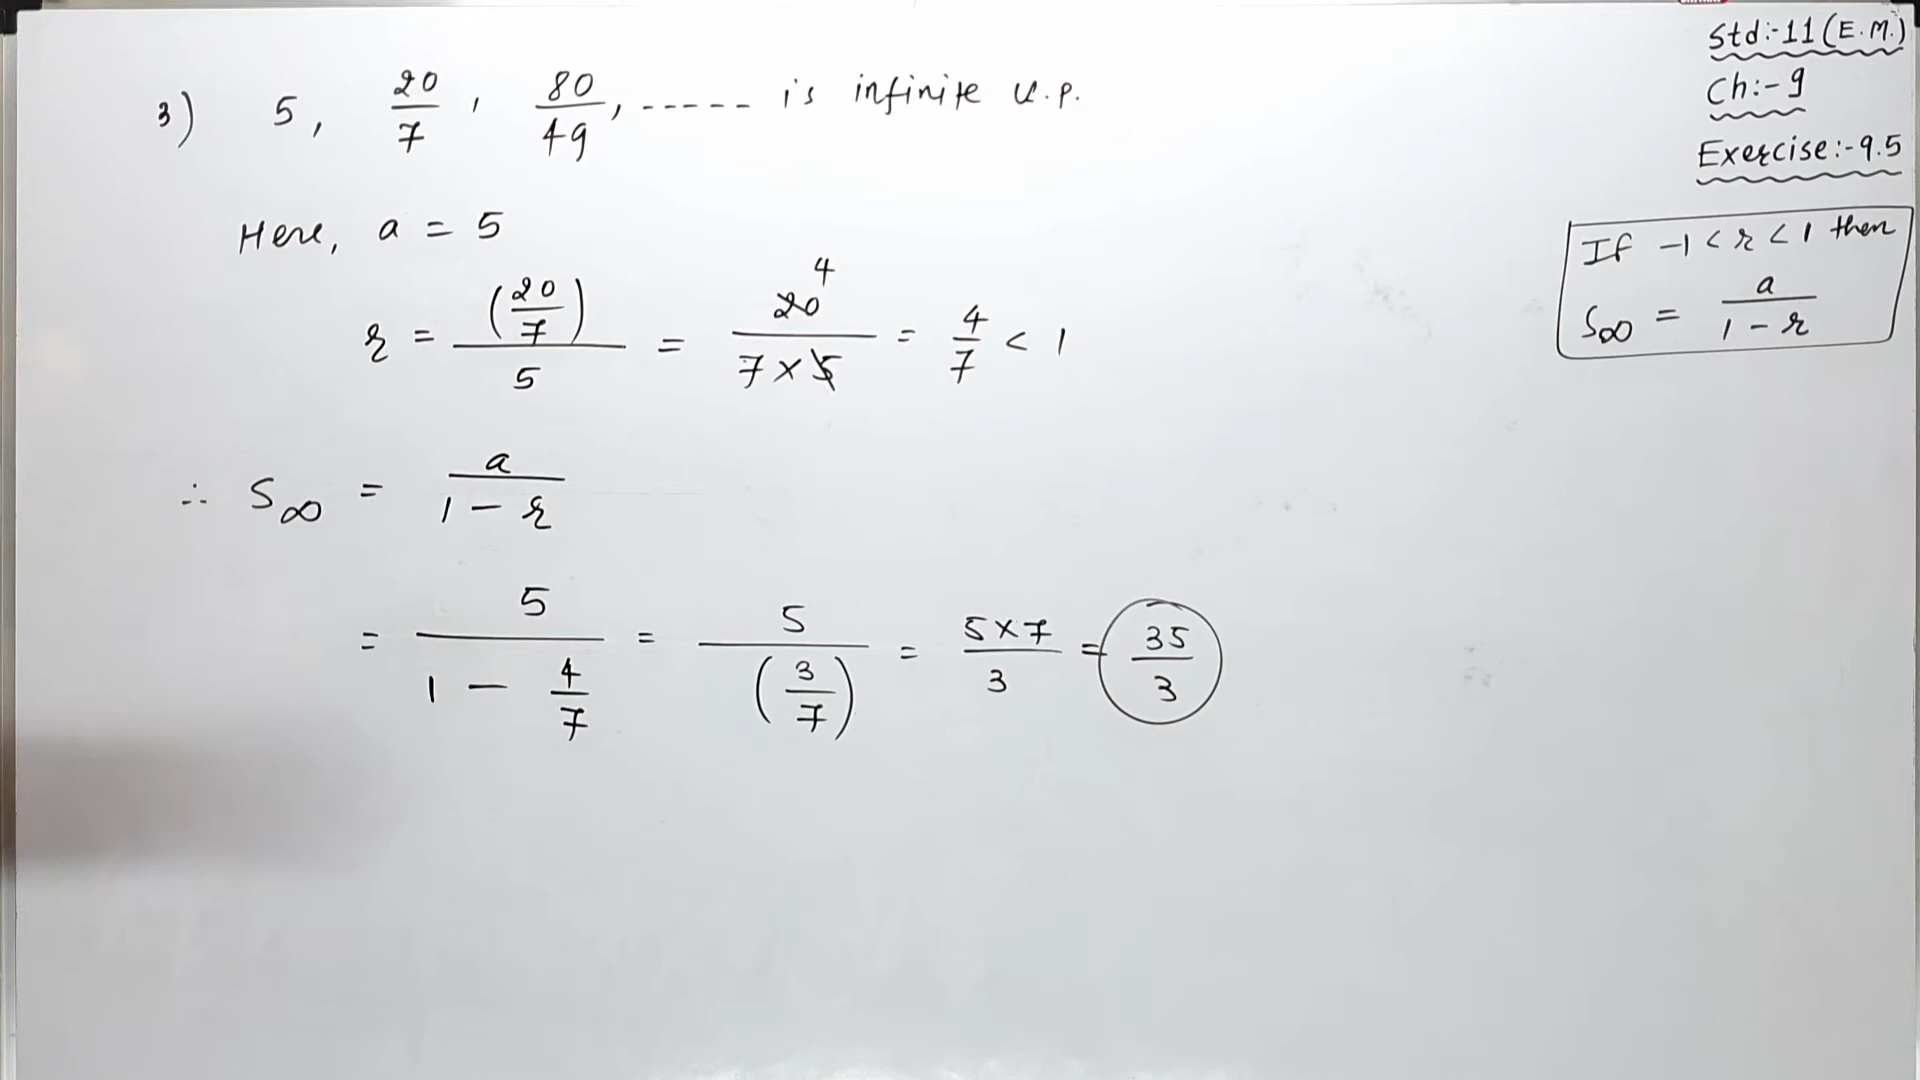 Std:-11 (E.M.)
Ch:-9
Exercise:-9.5
If -1 < r < 1 then
S∞ = a / (1 - r)
3) 5, 20/7, 80/49, ----- is infinite G.P.
Here, a = 5
r = (20/7) / 5 = 20 4 / (7 × 5) = 4/7 < 1
∴ S∞ = a / (1 - r)
= 5 / (1 - 4/7) = 5 / (3/7) = (5×7) / 3 = 35/3